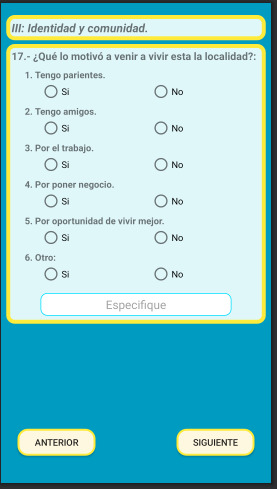 III: Identidad y comunidad.
17.- ¿Qué lo motivó a venir a vivir esta la localidad?:
1. Tengo parientes.
Si No
2. Tengo amigos.
Si No
3. Por el trabajo.
Si No
4. Por poner negocio.
Si No
5. Por oportunidad de vivir mejor.
Si No
6. Otro:
Si No
Especifique
ANTERIOR SIGUIENTE